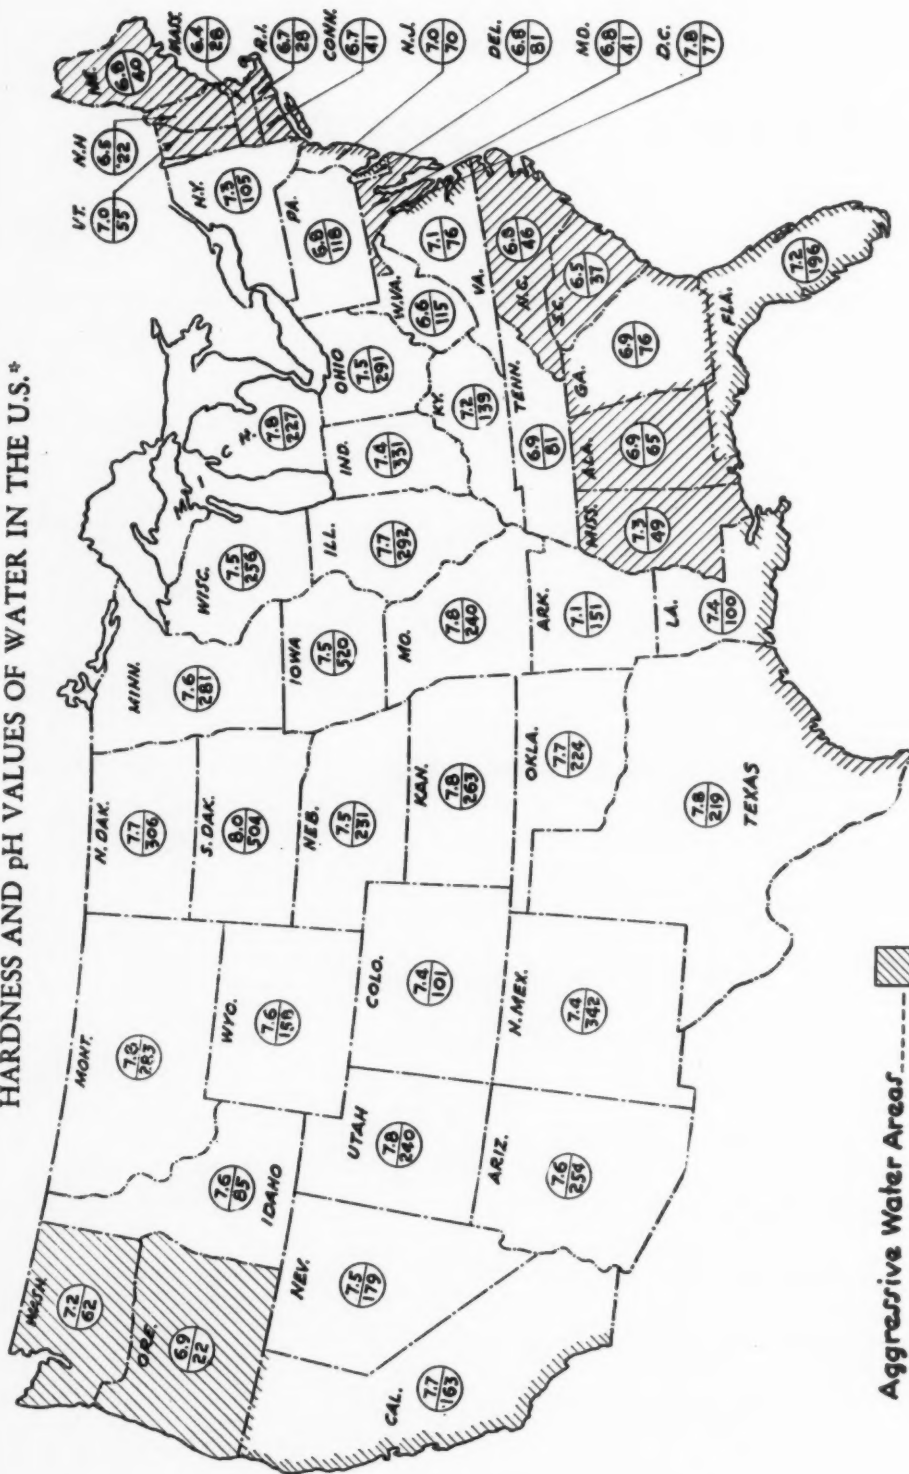 HARDNESS AND pH VALUES OF WATER IN THE U.S.*
WASH.
7.2
62
ORE.
6.9
22
CAL.
7.7
163
NEV.
7.5
179
IDAHO
7.6
85
MONT.
7.8
283
WYO.
7.6
158
UTAH
7.8
240
COLO.
7.4
101
ARIZ.
7.6
254
N.MEX.
7.4
342
N.DAK.
7.7
306
S.DAK.
8.0
504
NEB.
7.5
231
KAN.
7.8
263
OKLA.
7.7
224
TEXAS
7.8
219
MINN.
7.6
281
IOWA
7.5
520
MO.
7.8
240
ARK.
7.1
151
LA.
7.4
100
WISC.
7.5
256
ILL.
7.7
292
MICH.
7.8
227
IND.
7.4
331
OHIO
7.5
291
KY.
7.2
139
TENN.
6.9
81
MISS.
7.3
49
ALA.
6.9
65
GA.
6.9
76
FLA.
7.2
196
S.C.
6.5
37
N.C.
6.8
46
VA.
7.1
76
W.VA.
6.6
115
PA.
6.8
118
N.Y.
7.3
105
VT.
7.0
55
N.H
6.5
22
ME.
6.8
40
MASS.
6.4
26
R.I.
6.7
28
CONN.
6.7
41
N.J.
7.0
70
DEL.
6.8
81
MD.
6.8
41
D.C.
7.8
77
Aggressive Water Areas